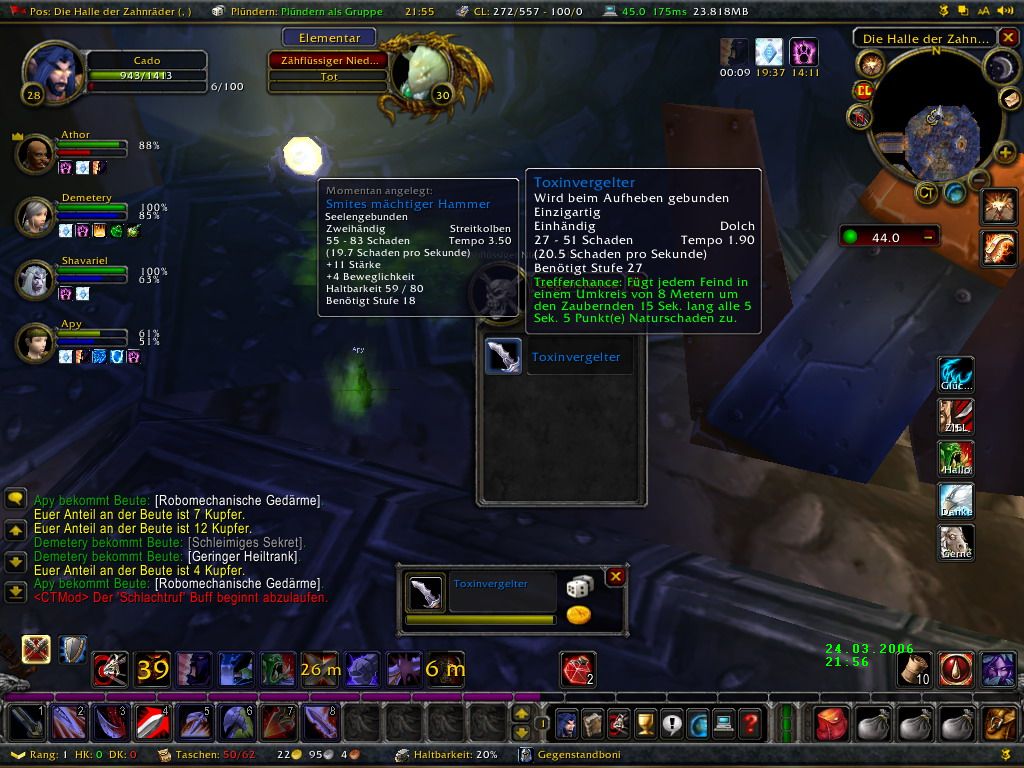 Pos: Die Halle der Zahnräder (, ) Plündern: Plündern als Gruppe 21:55 CL: 272/557 - 100/0 45.0 175ms 23.818MB
Elementar
Die Halle der Zahn...
N
Cado
943/1413
6/100
28
Zähflüssiger Nied...
Tot
30
00:09 19:37 14:11
EL
CT
Athor
88%
Demetery
100%
85%
Shavariel
100%
63%
Apy
61%
51%
Momentan angelegt:
Smites mächtiger Hammer
Seelengebunden
Zweihändig Streitkolben
55 - 83 Schaden Tempo 3.50
(19.7 Schaden pro Sekunde)
+11 Stärke
+4 Beweglichkeit
Haltbarkeit 59 / 80
Benötigt Stufe 18
Toxinvergelter
Wird beim Aufheben gebunden
Einzigartig
Einhändig Dolch
27 - 51 Schaden Tempo 1.90
(20.5 Schaden pro Sekunde)
Benötigt Stufe 27
Trefferchance: Fügt jedem Feind in
einem Umkreis von 8 Metern um
den Zaubernden 15 Sek. lang alle 5
Sek. 5 Punkt(e) Naturschaden zu.
44.0
Toxinvergelter
Apy
Glüc...
ZIEL,
Hallo
Danke
Gerne
Apy bekommt Beute: [Robomechanische Gedärme].
Euer Anteil an der Beute ist 7 Kupfer.
Euer Anteil an der Beute ist 12 Kupfer.
Demetery bekommt Beute: [Schleimiges Sekret].
Demetery bekommt Beute: [Geringer Heiltrank].
Euer Anteil an der Beute ist 4 Kupfer.
Apy bekommt Beute: [Robomechanische Gedärme].
<CTMod> Der 'Schlachtruf' Buff beginnt abzulaufen.
Toxinvergelter
24.03.2006
21:56
39 26 m 6 m 2 10
1 2 3 4 5 6 7 8 1
Rang: 1 HK: 0 DK: 0 Taschen: 50/62 22 95 4 Haltbarkeit: 20% Gegenstandboni